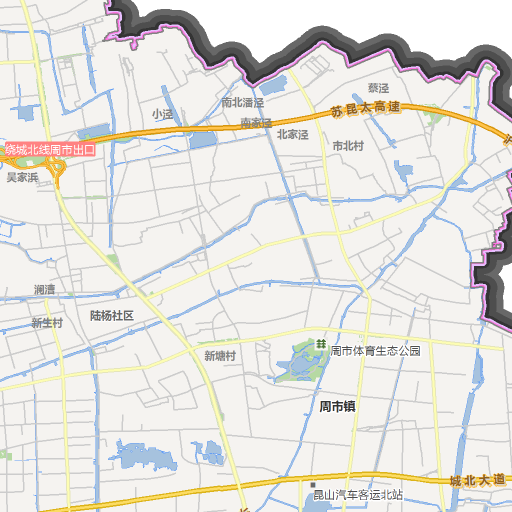 蔡泾
南北潘泾
苏昆太高速
小泾
南家泾
北家泾
沪
市北村
绕城北线周市出口
吴家浜
澜漕
陆杨社区
新生村
周市体育生态公园
新塘村
周市镇
城北大道
昆山汽车客运北站
长